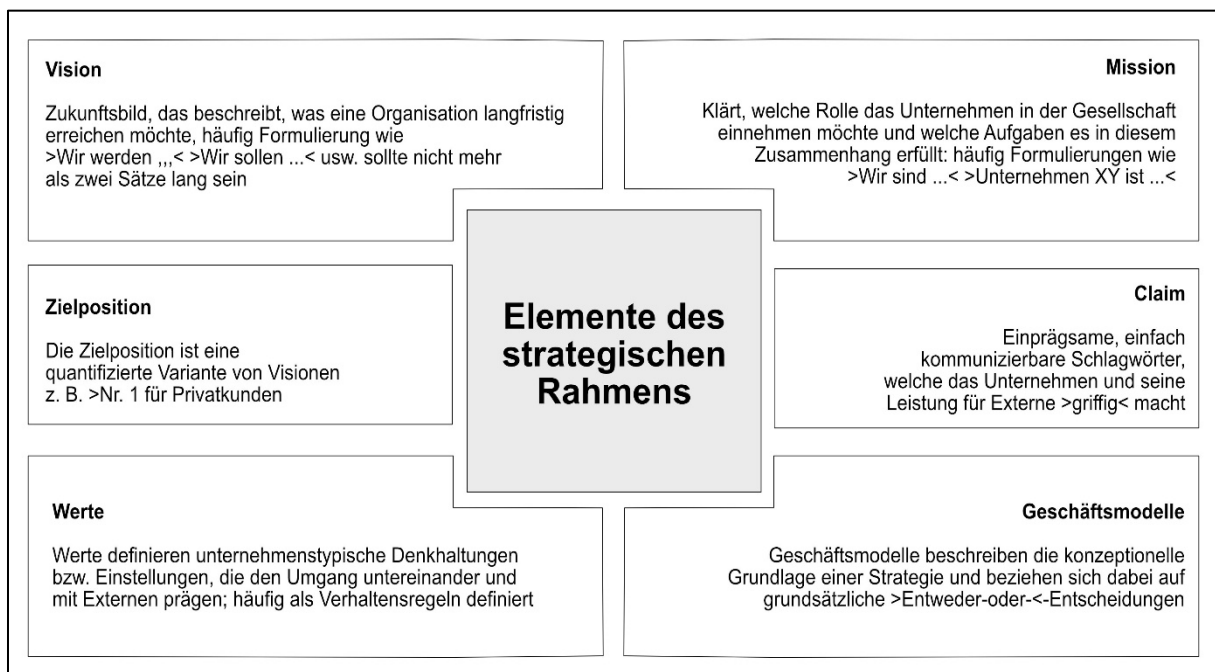 Vision
Zukunftsbild, das beschreibt, was eine Organisation langfristig
erreichen möchte, häufig Formulierung wie
>Wir werden ,,,< >Wir sollen ...< usw. sollte nicht mehr
als zwei Sätze lang sein
Mission
Klärt, welche Rolle das Unternehmen in der Gesellschaft
einnehmen möchte und welche Aufgaben es in diesem
Zusammenhang erfüllt: häufig Formulierungen wie
>Wir sind ...< >Unternehmen XY ist ...<
Zielposition
Die Zielposition ist eine
quantifizierte Variante von Visionen
z. B. >Nr. 1 für Privatkunden
Elemente des
strategischen
Rahmens
Claim
Einprägsame, einfach
kommunizierbare Schlagwörter,
welche das Unternehmen und seine
Leistung für Externe >griffig< macht
Werte
Werte definieren unternehmenstypische Denkhaltungen
bzw. Einstellungen, die den Umgang untereinander und
mit Externen prägen; häufig als Verhaltensregeln definiert
Geschäftsmodelle
Geschäftsmodelle beschreiben die konzeptionelle
Grundlage einer Strategie und beziehen sich dabei auf
grundsätzliche >Entweder-oder-<-Entscheidungen